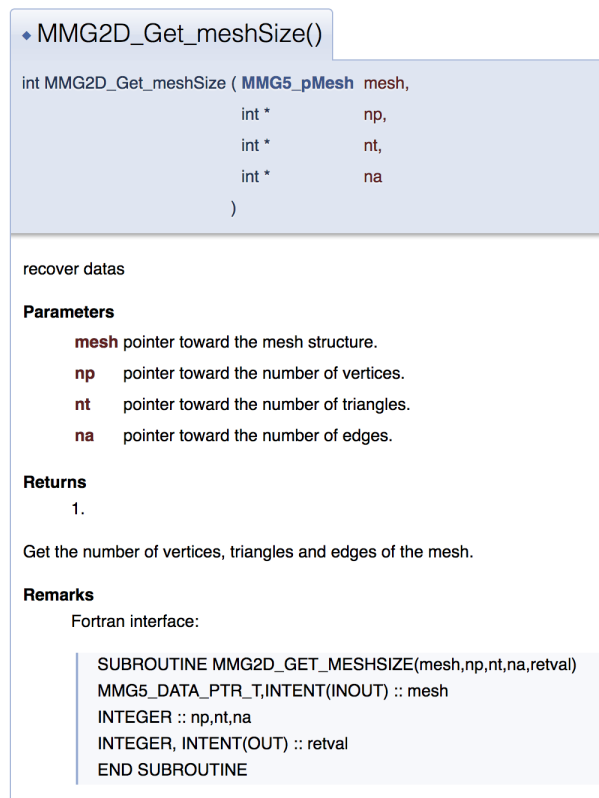 MMG2D_Get_meshSize()
int MMG2D_Get_meshSize ( MMG5_pMesh mesh,
int * np,
int * nt,
int * na
)
recover datas
Parameters
mesh pointer toward the mesh structure.
np pointer toward the number of vertices.
nt pointer toward the number of triangles.
na pointer toward the number of edges.
Returns
1.
Get the number of vertices, triangles and edges of the mesh.
Remarks
Fortran interface:
SUBROUTINE MMG2D_GET_MESHSIZE(mesh,np,nt,na,retval)
MMG5_DATA_PTR_T,INTENT(INOUT) :: mesh
INTEGER :: np,nt,na
INTEGER, INTENT(OUT) :: retval
END SUBROUTINE